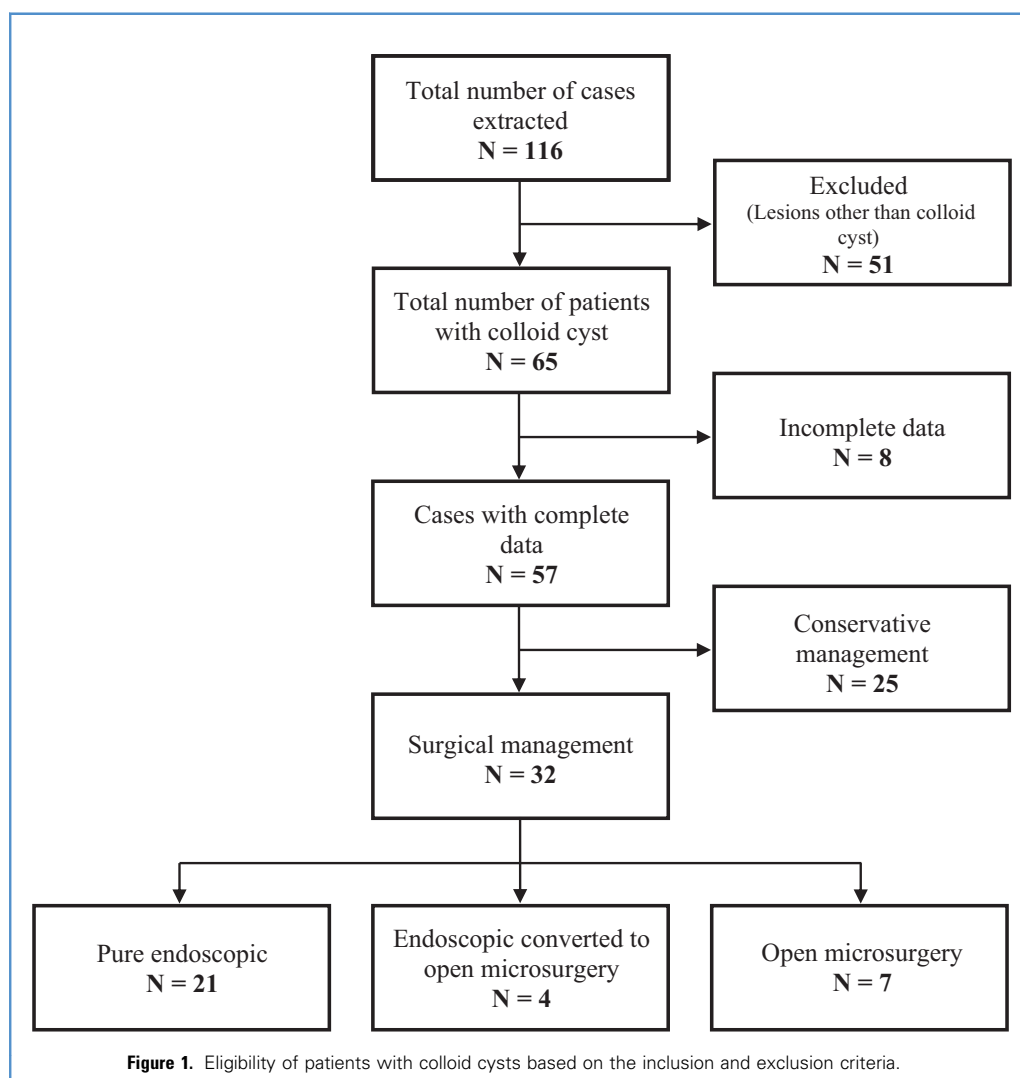 Total number of cases
extracted
N = 116
Excluded
(Lesions other than colloid
cyst)
N = 51
Total number of patients
with colloid cyst
N = 65
Incomplete data
N = 8
Cases with complete
data
N = 57
Conservative
management
N = 25
Surgical management
N = 32
Pure endoscopic
N = 21
Endoscopic converted to
open microsurgery
N = 4
Open microsurgery
N = 7
Figure 1. Eligibility of patients with colloid cysts based on the inclusion and exclusion criteria.